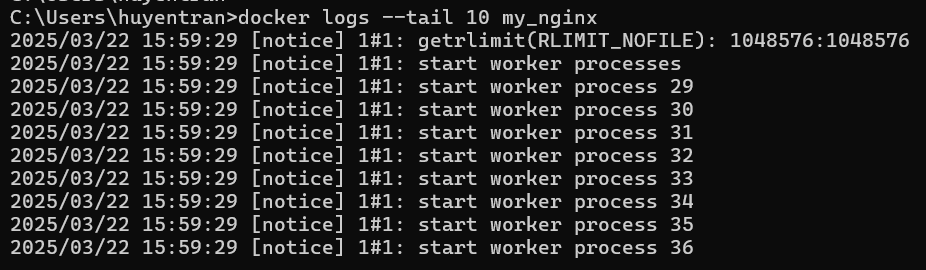 C:\Users\huyentran>docker logs --tail 10 my_nginx
2025/03/22 15:59:29 [notice] 1#1: getrlimit(RLIMIT_NOFILE): 1048576:1048576
2025/03/22 15:59:29 [notice] 1#1: start worker processes
2025/03/22 15:59:29 [notice] 1#1: start worker process 29
2025/03/22 15:59:29 [notice] 1#1: start worker process 30
2025/03/22 15:59:29 [notice] 1#1: start worker process 31
2025/03/22 15:59:29 [notice] 1#1: start worker process 32
2025/03/22 15:59:29 [notice] 1#1: start worker process 33
2025/03/22 15:59:29 [notice] 1#1: start worker process 34
2025/03/22 15:59:29 [notice] 1#1: start worker process 35
2025/03/22 15:59:29 [notice] 1#1: start worker process 36